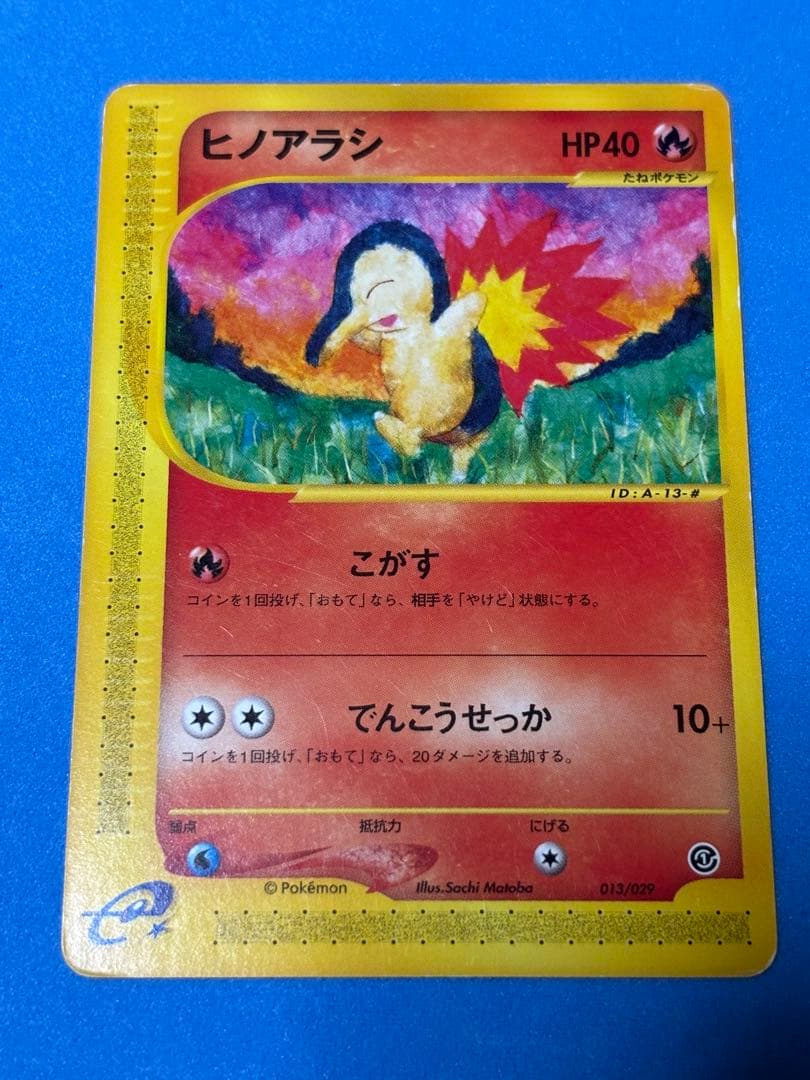 ヒノアラシ HP40
たねポケモン
ID:A-13-#
こがす
コインを1回投げ、「おもて」なら、相手を「やけど」状態にする。
でんこうせっか 10+
コインを1回投げ、「おもて」なら、20ダメージを追加する。
弱点 抵抗力 にげる
© Pokémon Illus.Sachi Matoba 013/029
e